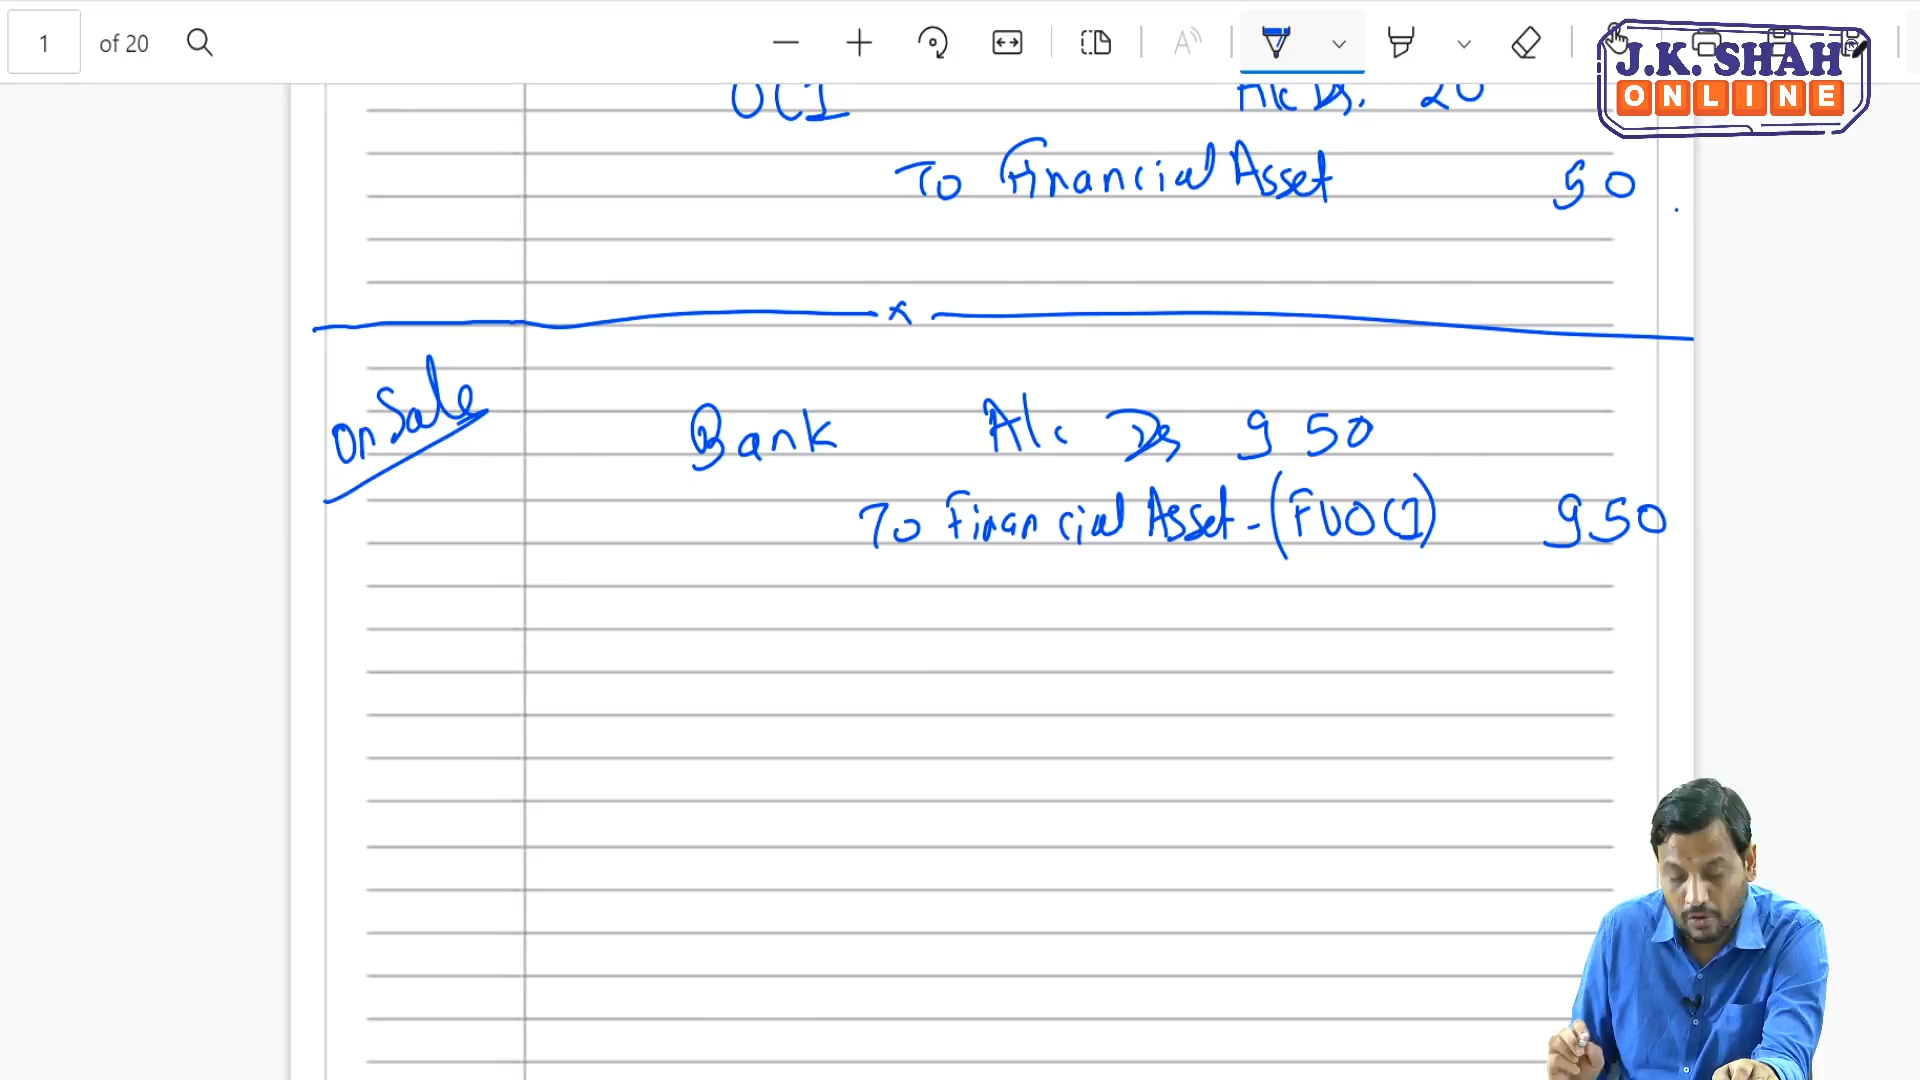 1 of 20
J.K. SHAH
ONLINE
OCI A/c Dr. 20
To Financial Asset 50
x
On Sale
Bank A/c Dr 950
To Financial Asset - (FVOCI) 950